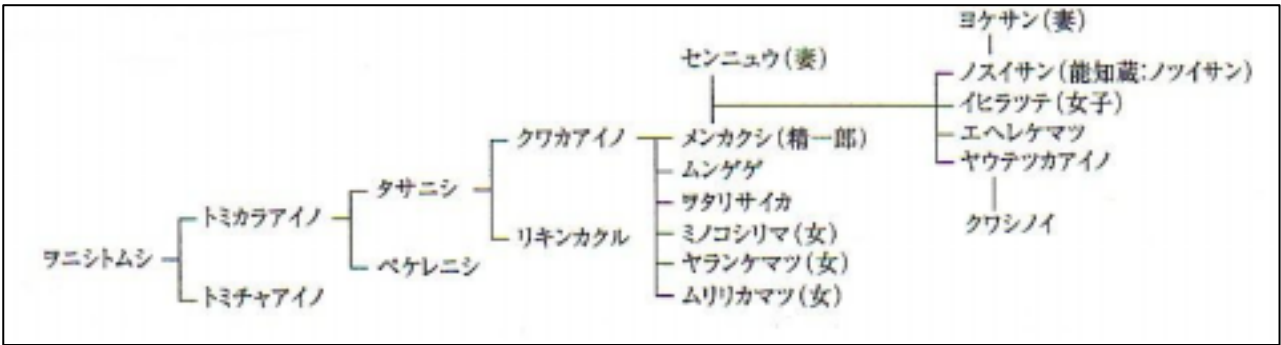 ヨケサン(妻)
センニュウ(妻)
ノスイサン(能知蔵:ノツイサン)
イヒラツテ(女子)
クワカアイノ
メンカクシ(精一郎)
エヘレケマツ
ヤウテツカアイノ
ムンゲゲ
タサニシ
ヲタリサイカ
トミカラアイノ
クワシノイ
リキンカクル
ミノコシリマ(女)
ヲニシトムシ
ペケレニシ
ヤランケマツ(女)
トミチャアイノ
ムリリカマツ(女)